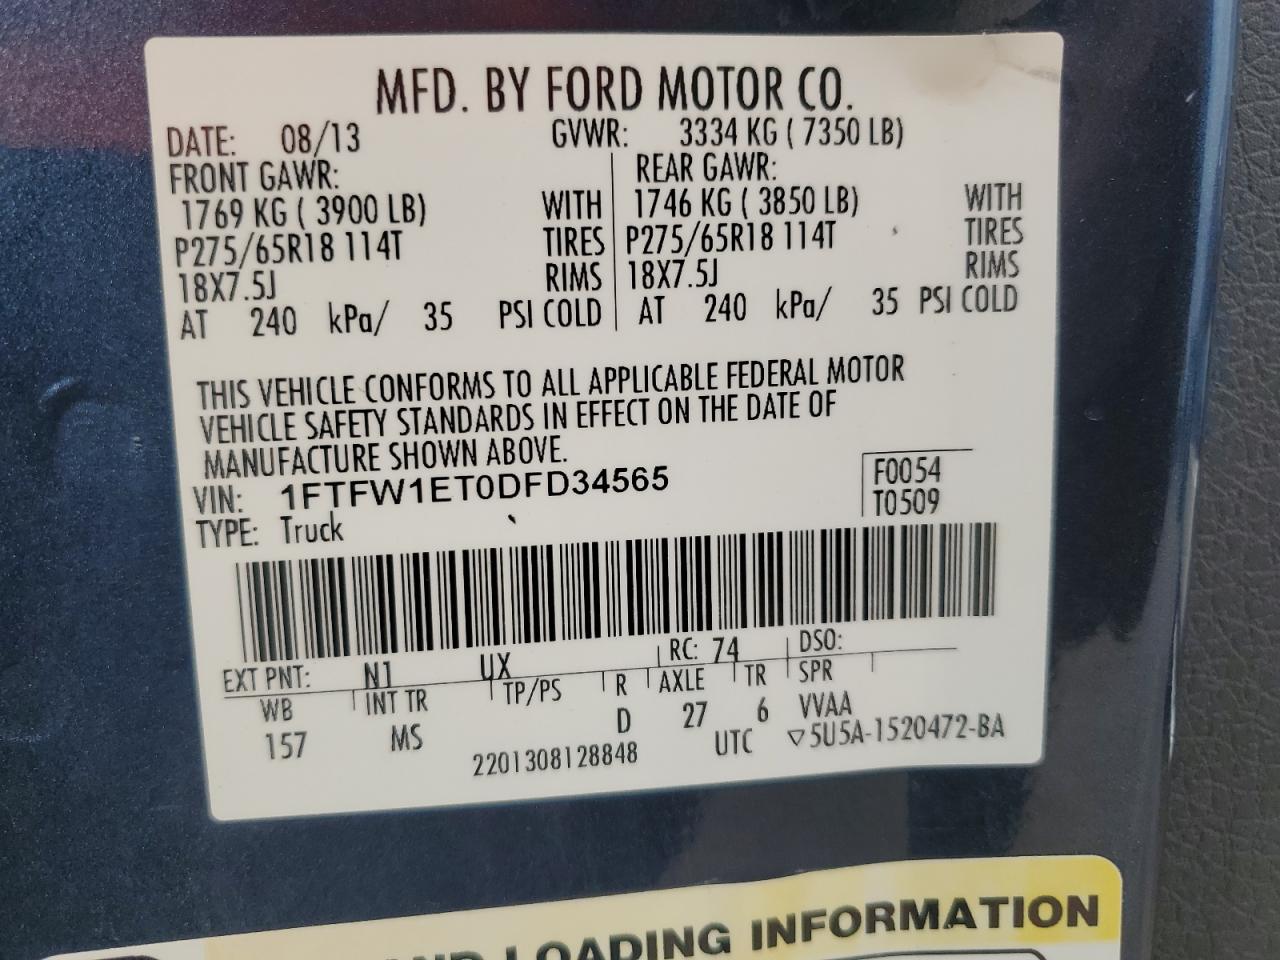 MFD. BY FORD MOTOR CO.
DATE: 08/13 GVWR: 3334 KG ( 7350 LB)
FRONT GAWR: REAR GAWR:
1769 KG ( 3900 LB) WITH 1746 KG ( 3850 LB) WITH
P275/65R18 114T TIRES P275/65R18 114T TIRES
18X7.5J RIMS 18X7.5J RIMS
AT 240 kPa/ 35 PSI COLD AT 240 kPa/ 35 PSI COLD
THIS VEHICLE CONFORMS TO ALL APPLICABLE FEDERAL MOTOR
VEHICLE SAFETY STANDARDS IN EFFECT ON THE DATE OF
MANUFACTURE SHOWN ABOVE.
VIN: 1FTFW1ET0DFD34565 F0054
TYPE: Truck T0509
EXT PNT: N1 UX RC: 74 DSO:
WB INT TR TP/PS R AXLE TR SPR
157 MS D 27 6 VVAA
2201308128848 UTC ▽5U5A-1520472-BA
LOADING INFORMATION